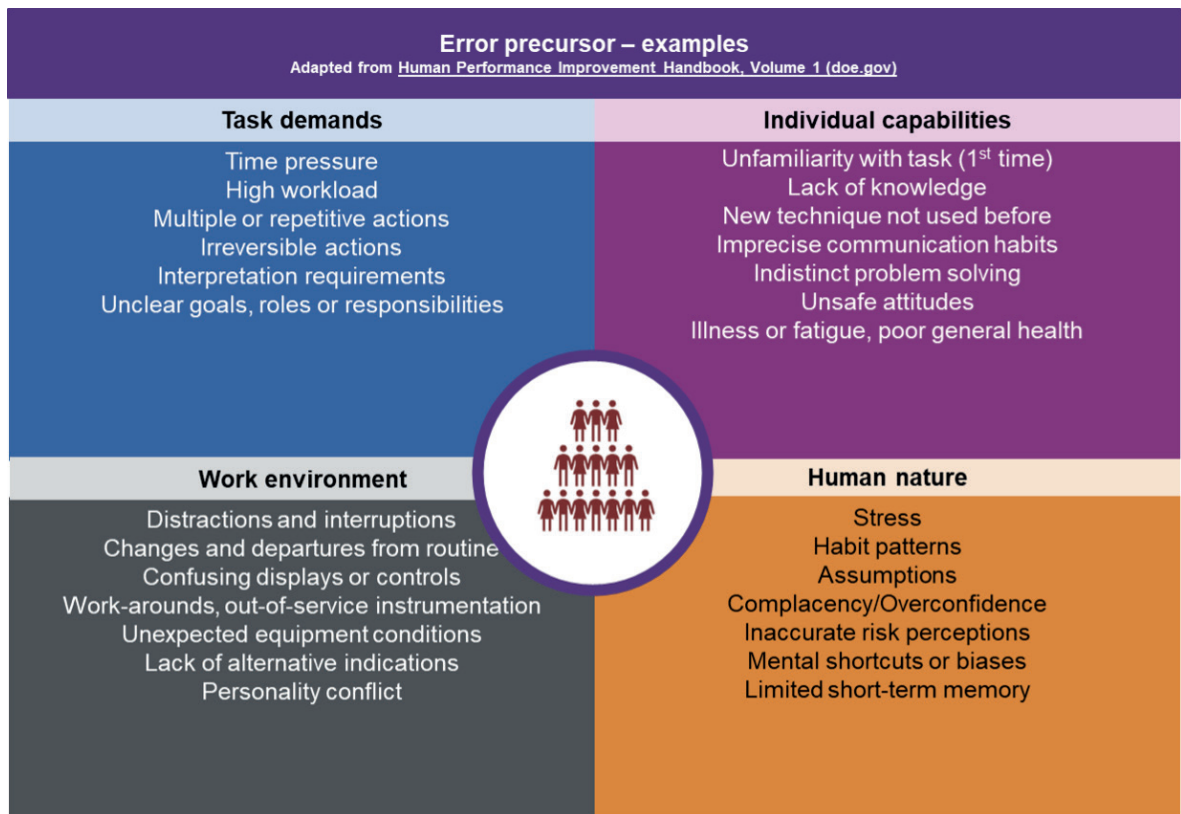 Error precursor – examples
Adapted from Human Performance Improvement Handbook, Volume 1 (doe.gov)
Task demands
Time pressure
High workload
Multiple or repetitive actions
Irreversible actions
Interpretation requirements
Unclear goals, roles or responsibilities
Individual capabilities
Unfamiliarity with task (1st time)
Lack of knowledge
New technique not used before
Imprecise communication habits
Indistinct problem solving
Unsafe attitudes
Illness or fatigue, poor general health
Work environment
Distractions and interruptions
Changes and departures from routine
Confusing displays or controls
Work-arounds, out-of-service instrumentation
Unexpected equipment conditions
Lack of alternative indications
Personality conflict
Human nature
Stress
Habit patterns
Assumptions
Complacency/Overconfidence
Inaccurate risk perceptions
Mental shortcuts or biases
Limited short-term memory